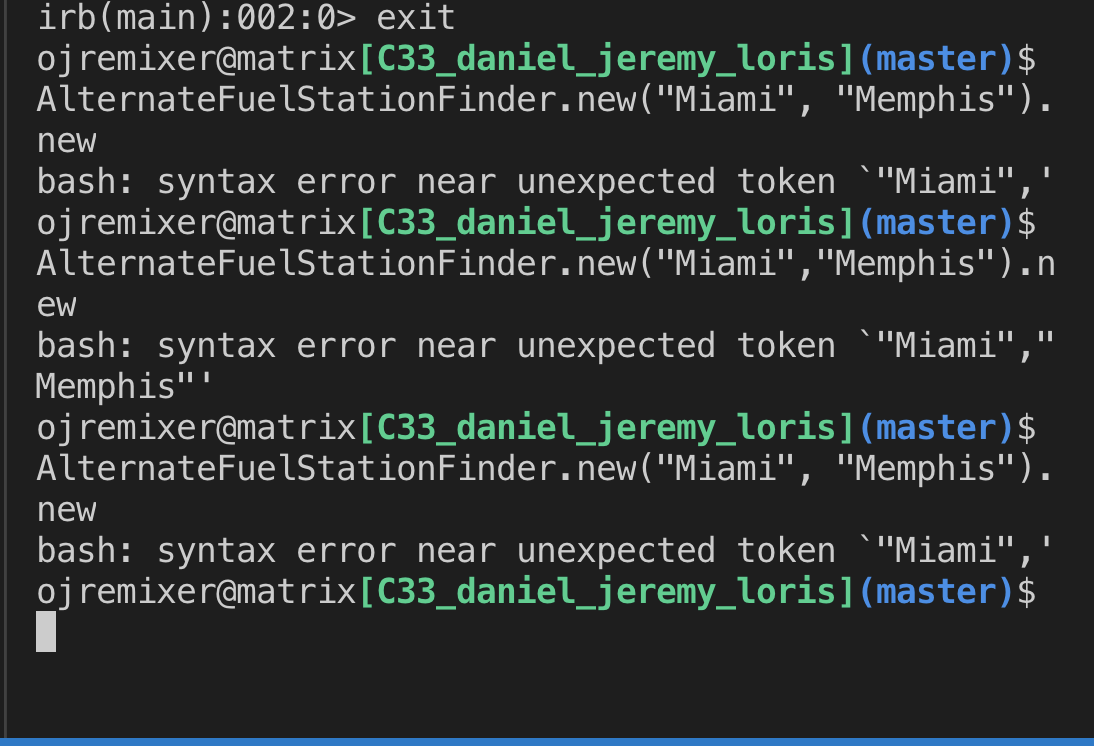 irb(main):002:0> exit
ojremixer@matrix[C33_daniel_jeremy_loris](master)$
AlternateFuelStationFinder.new("Miami", "Memphis").
new
bash: syntax error near unexpected token `"Miami",'
ojremixer@matrix[C33_daniel_jeremy_loris](master)$
AlternateFuelStationFinder.new("Miami","Memphis").n
ew
bash: syntax error near unexpected token `"Miami","
Memphis"'
ojremixer@matrix[C33_daniel_jeremy_loris](master)$
AlternateFuelStationFinder.new("Miami", "Memphis").
new
bash: syntax error near unexpected token `"Miami",'
ojremixer@matrix[C33_daniel_jeremy_loris](master)$